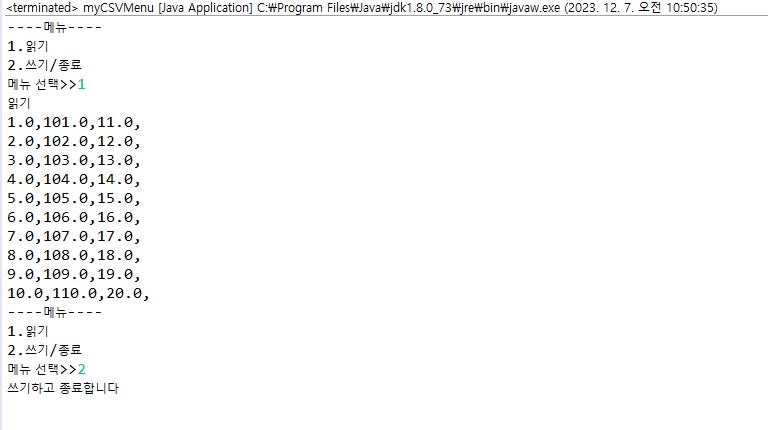 <terminated> myCSVMenu [Java Application] C:₩Program Files₩Java₩jdk1.8.0_73₩jre₩bin₩javaw.exe (2023. 12. 7. 오전 10:50:35)
----메뉴----
1.읽기
2.쓰기/종료
메뉴 선택>>1
읽기
1.0,101.0,11.0,
2.0,102.0,12.0,
3.0,103.0,13.0,
4.0,104.0,14.0,
5.0,105.0,15.0,
6.0,106.0,16.0,
7.0,107.0,17.0,
8.0,108.0,18.0,
9.0,109.0,19.0,
10.0,110.0,20.0,
----메뉴----
1.읽기
2.쓰기/종료
메뉴 선택>>2
쓰기하고 종료합니다